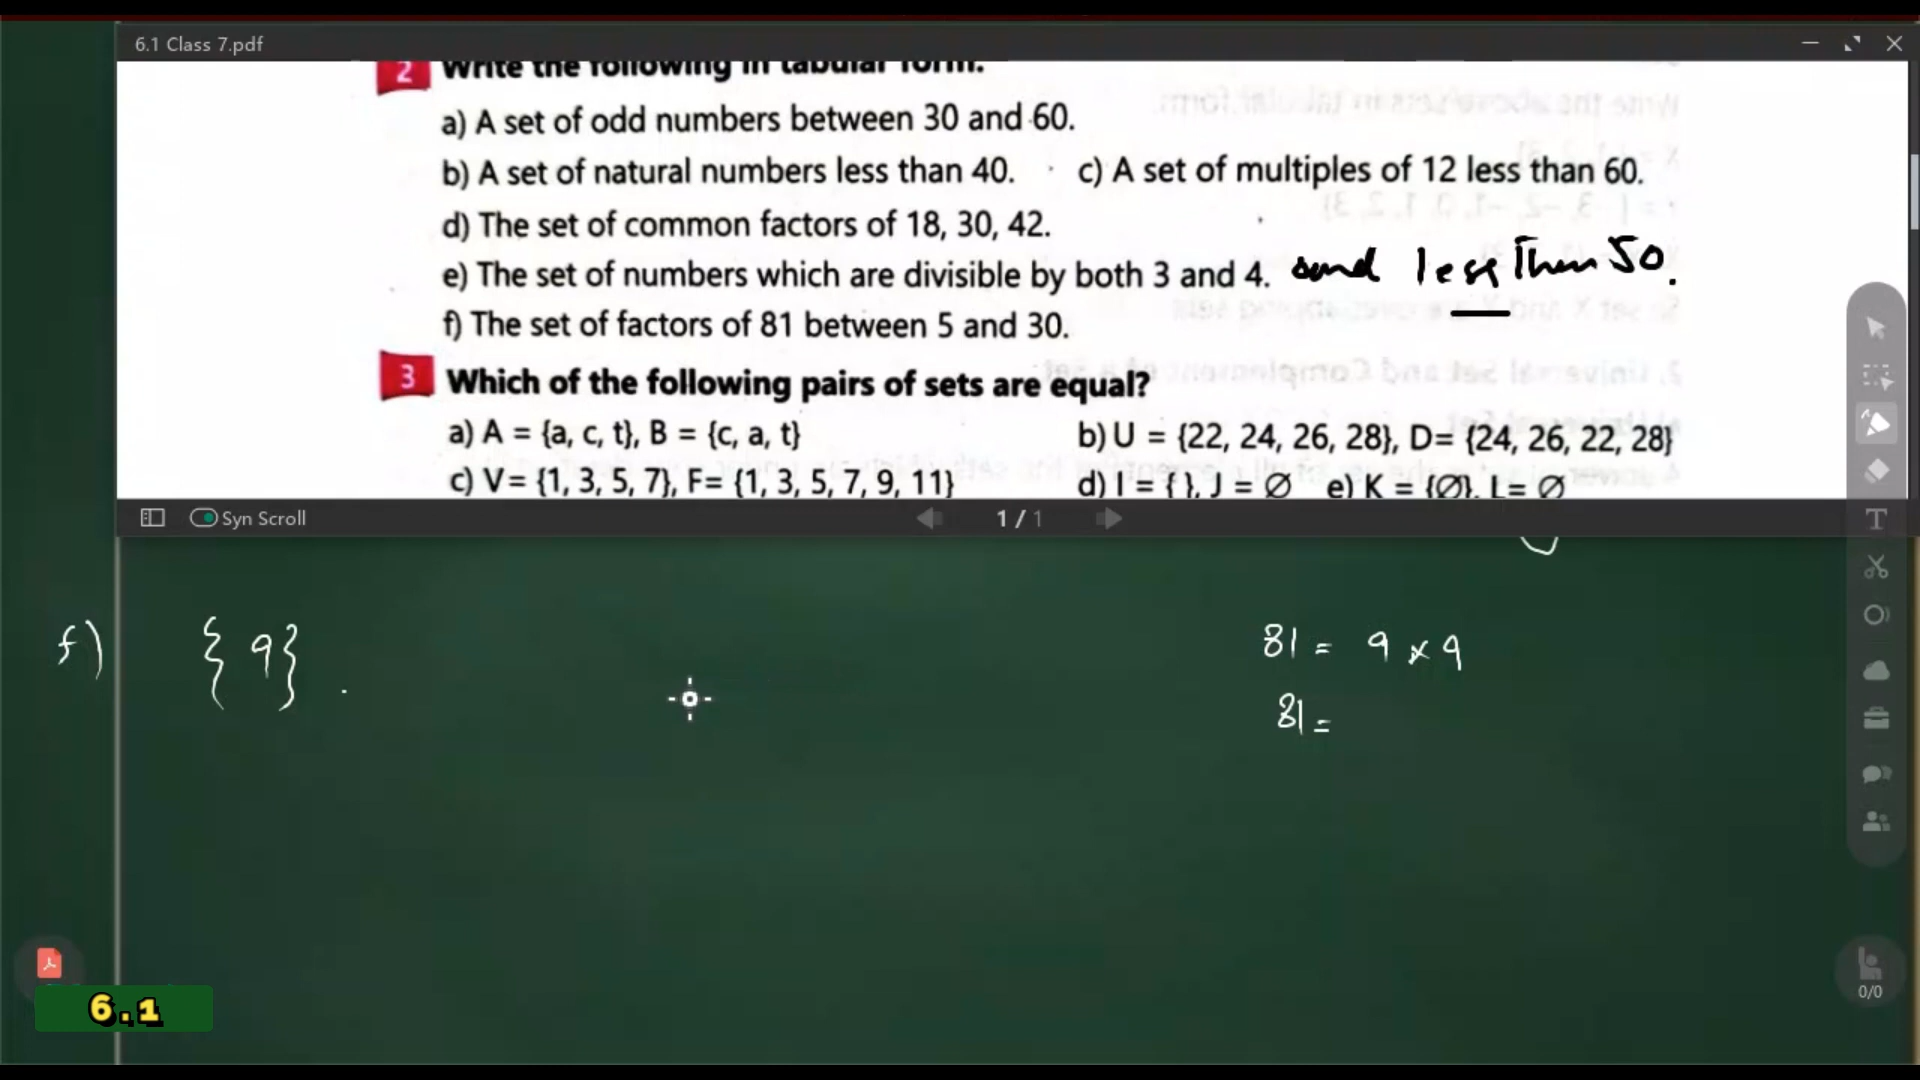 6.1 Class 7.pdf
2 Write the following in tabular form.
a) A set of odd numbers between 30 and 60.
b) A set of natural numbers less than 40. c) A set of multiples of 12 less than 60.
d) The set of common factors of 18, 30, 42.
e) The set of numbers which are divisible by both 3 and 4. and less Than 50.
f) The set of factors of 81 between 5 and 30.
3 Which of the following pairs of sets are equal?
a) A = {a, c, t}, B = {c, a, t} b) U = {22, 24, 26, 28}, D= {24, 26, 22, 28}
c) V= {1, 3, 5, 7}, F= {1, 3, 5, 7, 9, 11} d) I = { }, J = ∅ e) K = {∅}, L= ∅
Syn Scroll 1 / 1
f) { 9} . 81 = 9 × 9
81 =
6.1
0/0